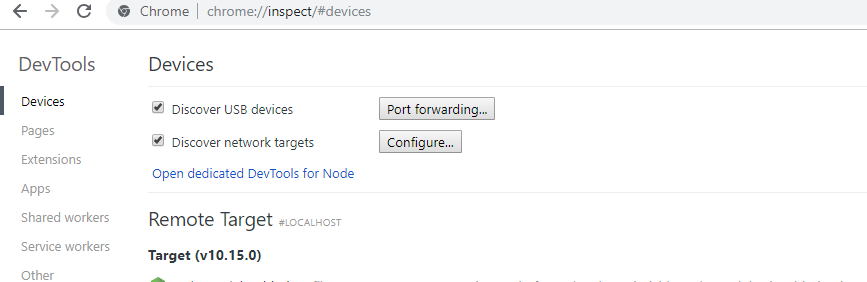 Chrome | chrome://inspect/#devices
DevTools
Devices
Pages
Extensions
Apps
Shared workers
Service workers
Other
Devices
Discover USB devices Port forwarding...
Discover network targets Configure...
Open dedicated DevTools for Node
Remote Target #LOCALHOST
Target (v10.15.0)